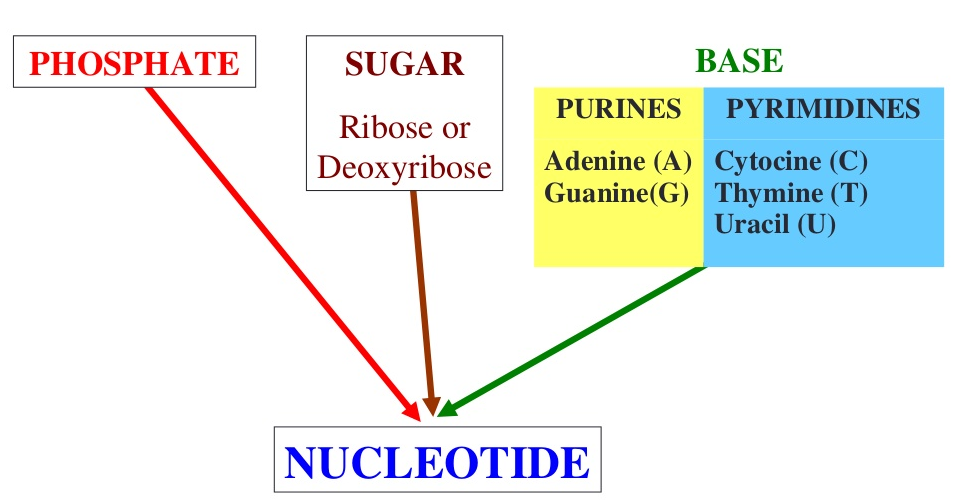 PHOSPHATE
SUGAR
Ribose or
Deoxyribose
BASE
PURINES
Adenine (A)
Guanine(G)
PYRIMIDINES
Cytocine (C)
Thymine (T)
Uracil (U)
NUCLEOTIDE